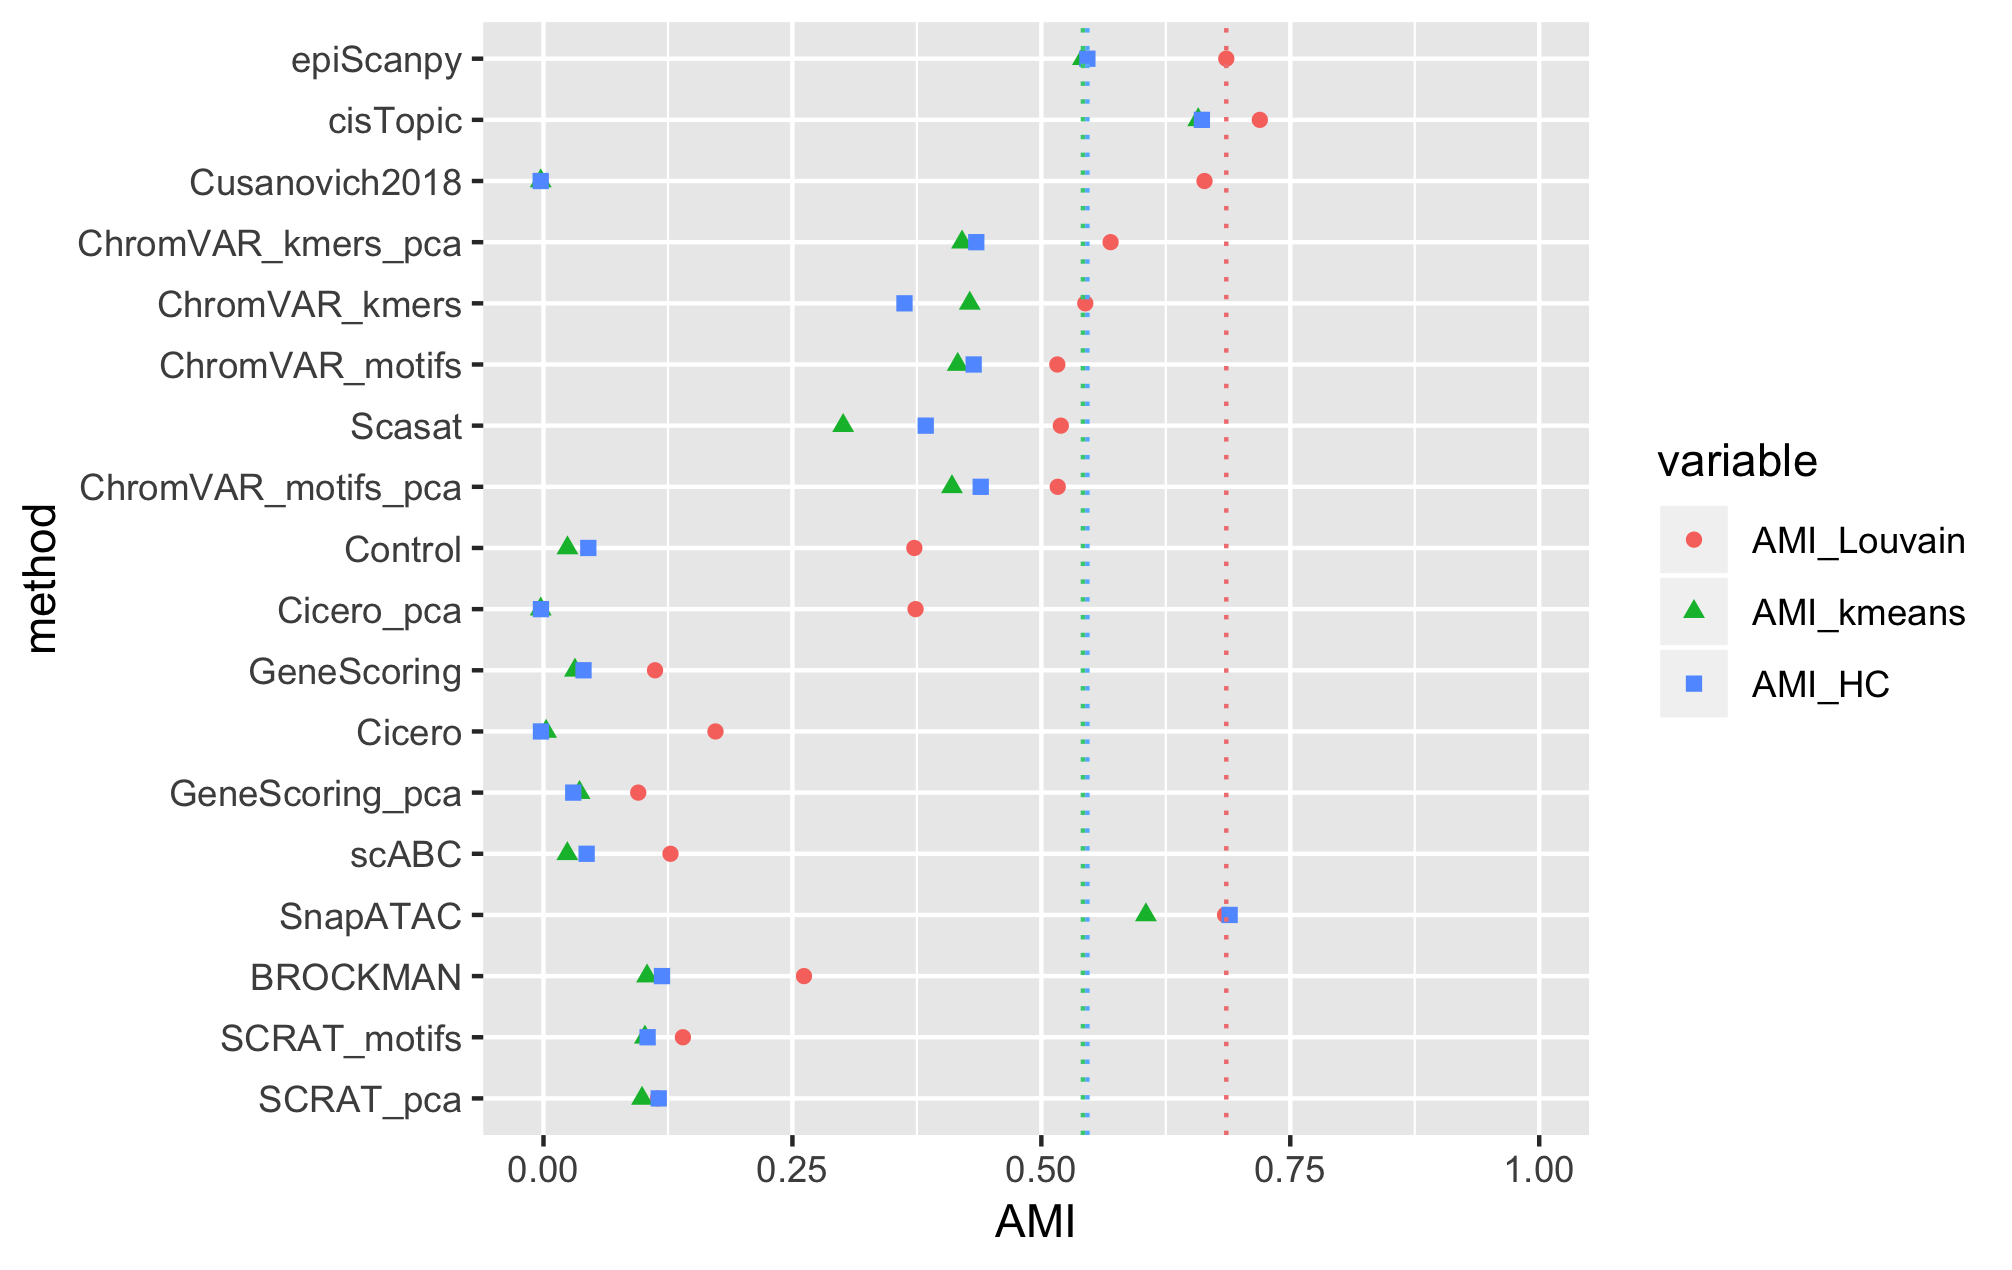 epiScanpy
cisTopic
Cusanovich2018
ChromVAR_kmers_pca
ChromVAR_kmers
ChromVAR_motifs
Scasat
ChromVAR_motifs_pca
Control
Cicero_pca
GeneScoring
Cicero
GeneScoring_pca
scABC
SnapATAC
BROCKMAN
SCRAT_motifs
SCRAT_pca
method
0.00 0.25 0.50 0.75 1.00
AMI
variable
AMI_Louvain
AMI_kmeans
AMI_HC